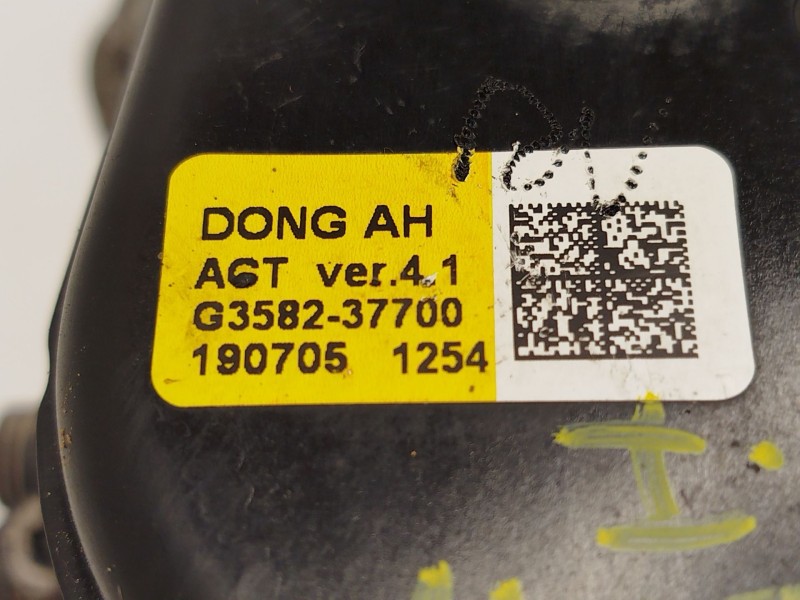 DONG AH
ACT ver.4.1
G3582-37700
190705 1254
I.